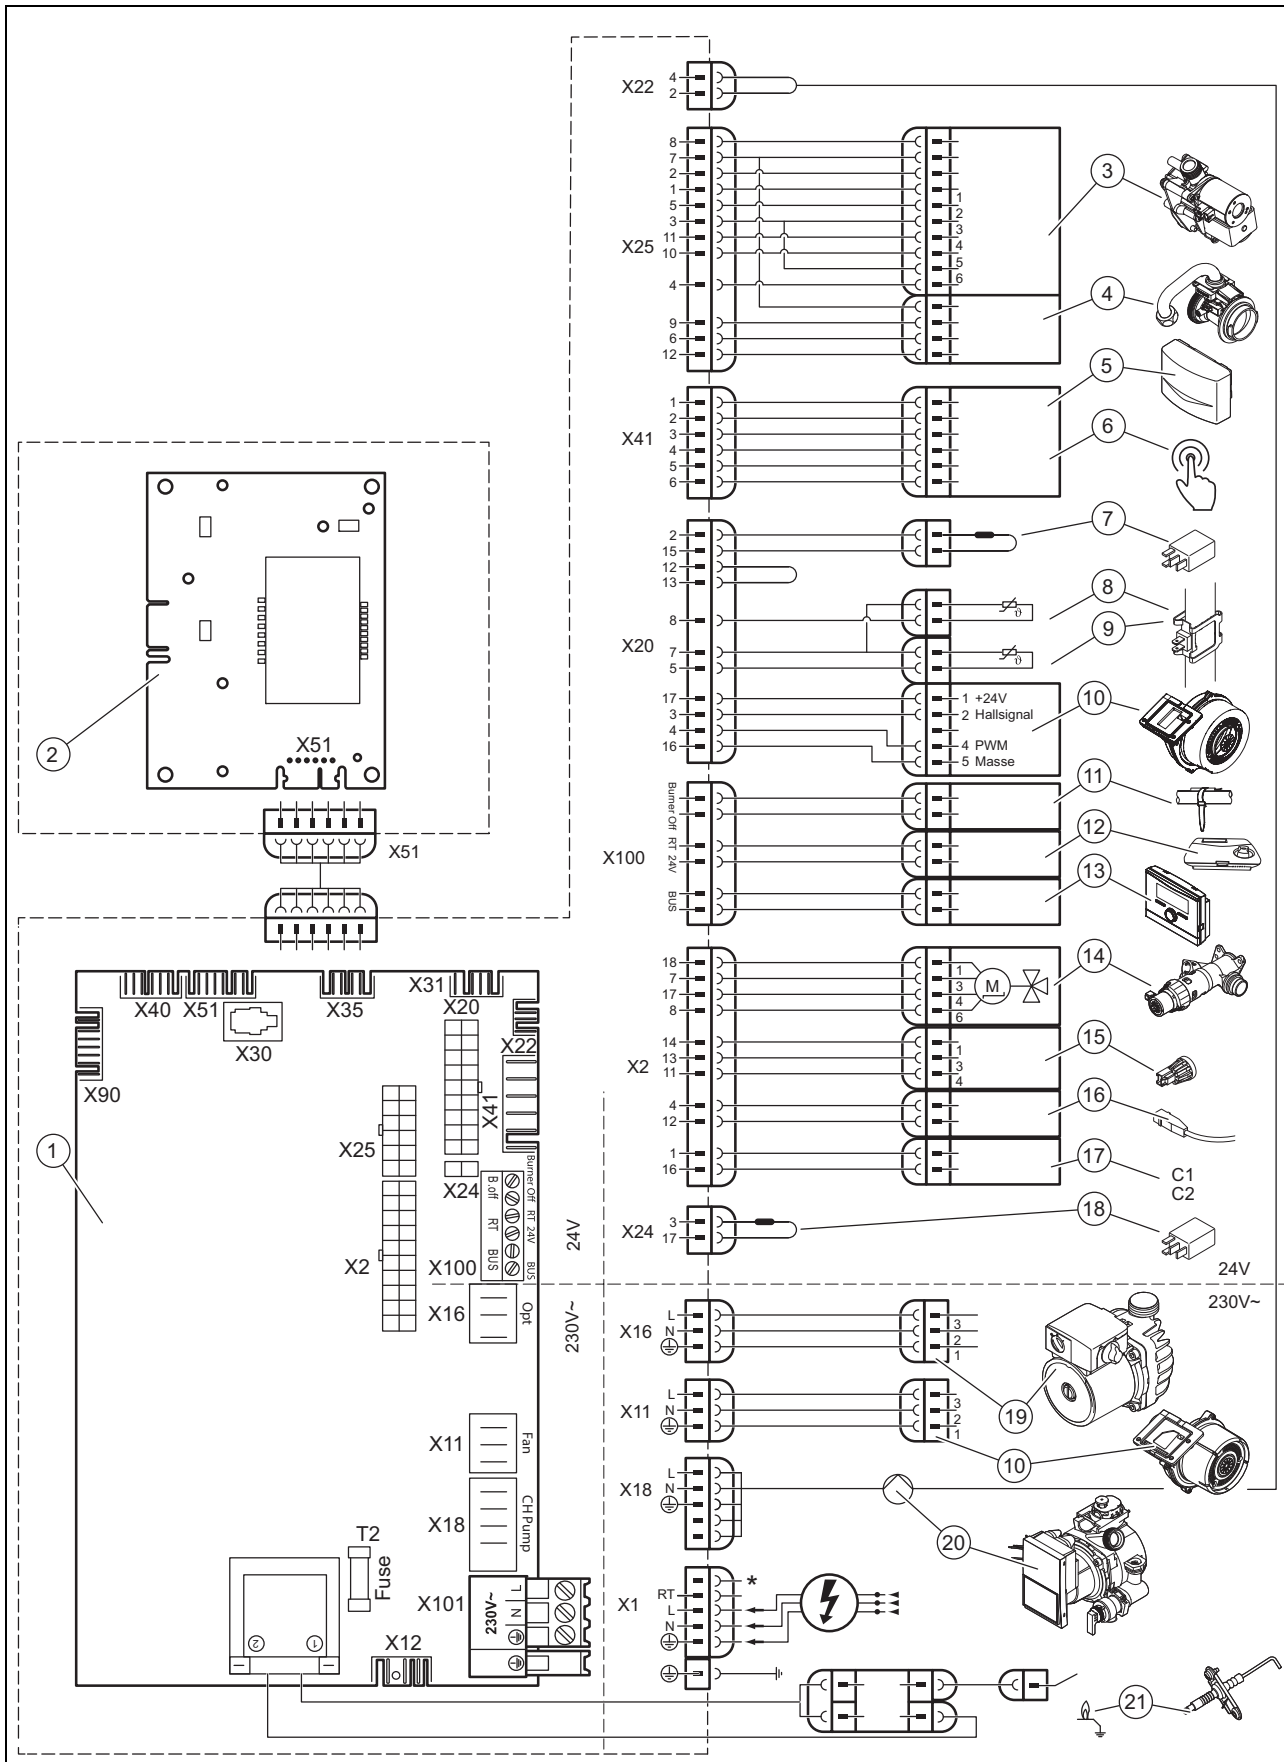 X22
4
2
X25
8
7
2
1
5
3
11
10
4
9
6
12
1
2
3
4
5
6
3
4
X41
1
2
3
4
5
6
5
6
X20
2
15
12
13
8
7
5
17
3
4
16
ϑ
ϑ
1 +24V
2 Hallsignal
4 PWM
5 Masse
7
8
9
10
X100
Burner Off
RT
24V
BUS
11
12
13
X2
18
7
17
8
14
13
11
4
12
1
16
1
3
4
6
M
1
3
4
14
15
16
17
C1
C2
X24
3
17
18
24V
230V~
X16
L
N
3
2
1
19
X11
L
N
3
2
1
10
X18
L
N
20
X1
*
RT
L
N
21
2
X51
X51
1
X40
X51
X30
X35
X31
X20
X22
X90
X41
X25
X24
X2
X100
B.off
RT
BUS
Burner Off
RT
24V
BUS
24V
230V~
X16
Opt
X11
Fan
X18
CH Pump
T2
Fuse
X101
230V~
L
N
X12
2
1